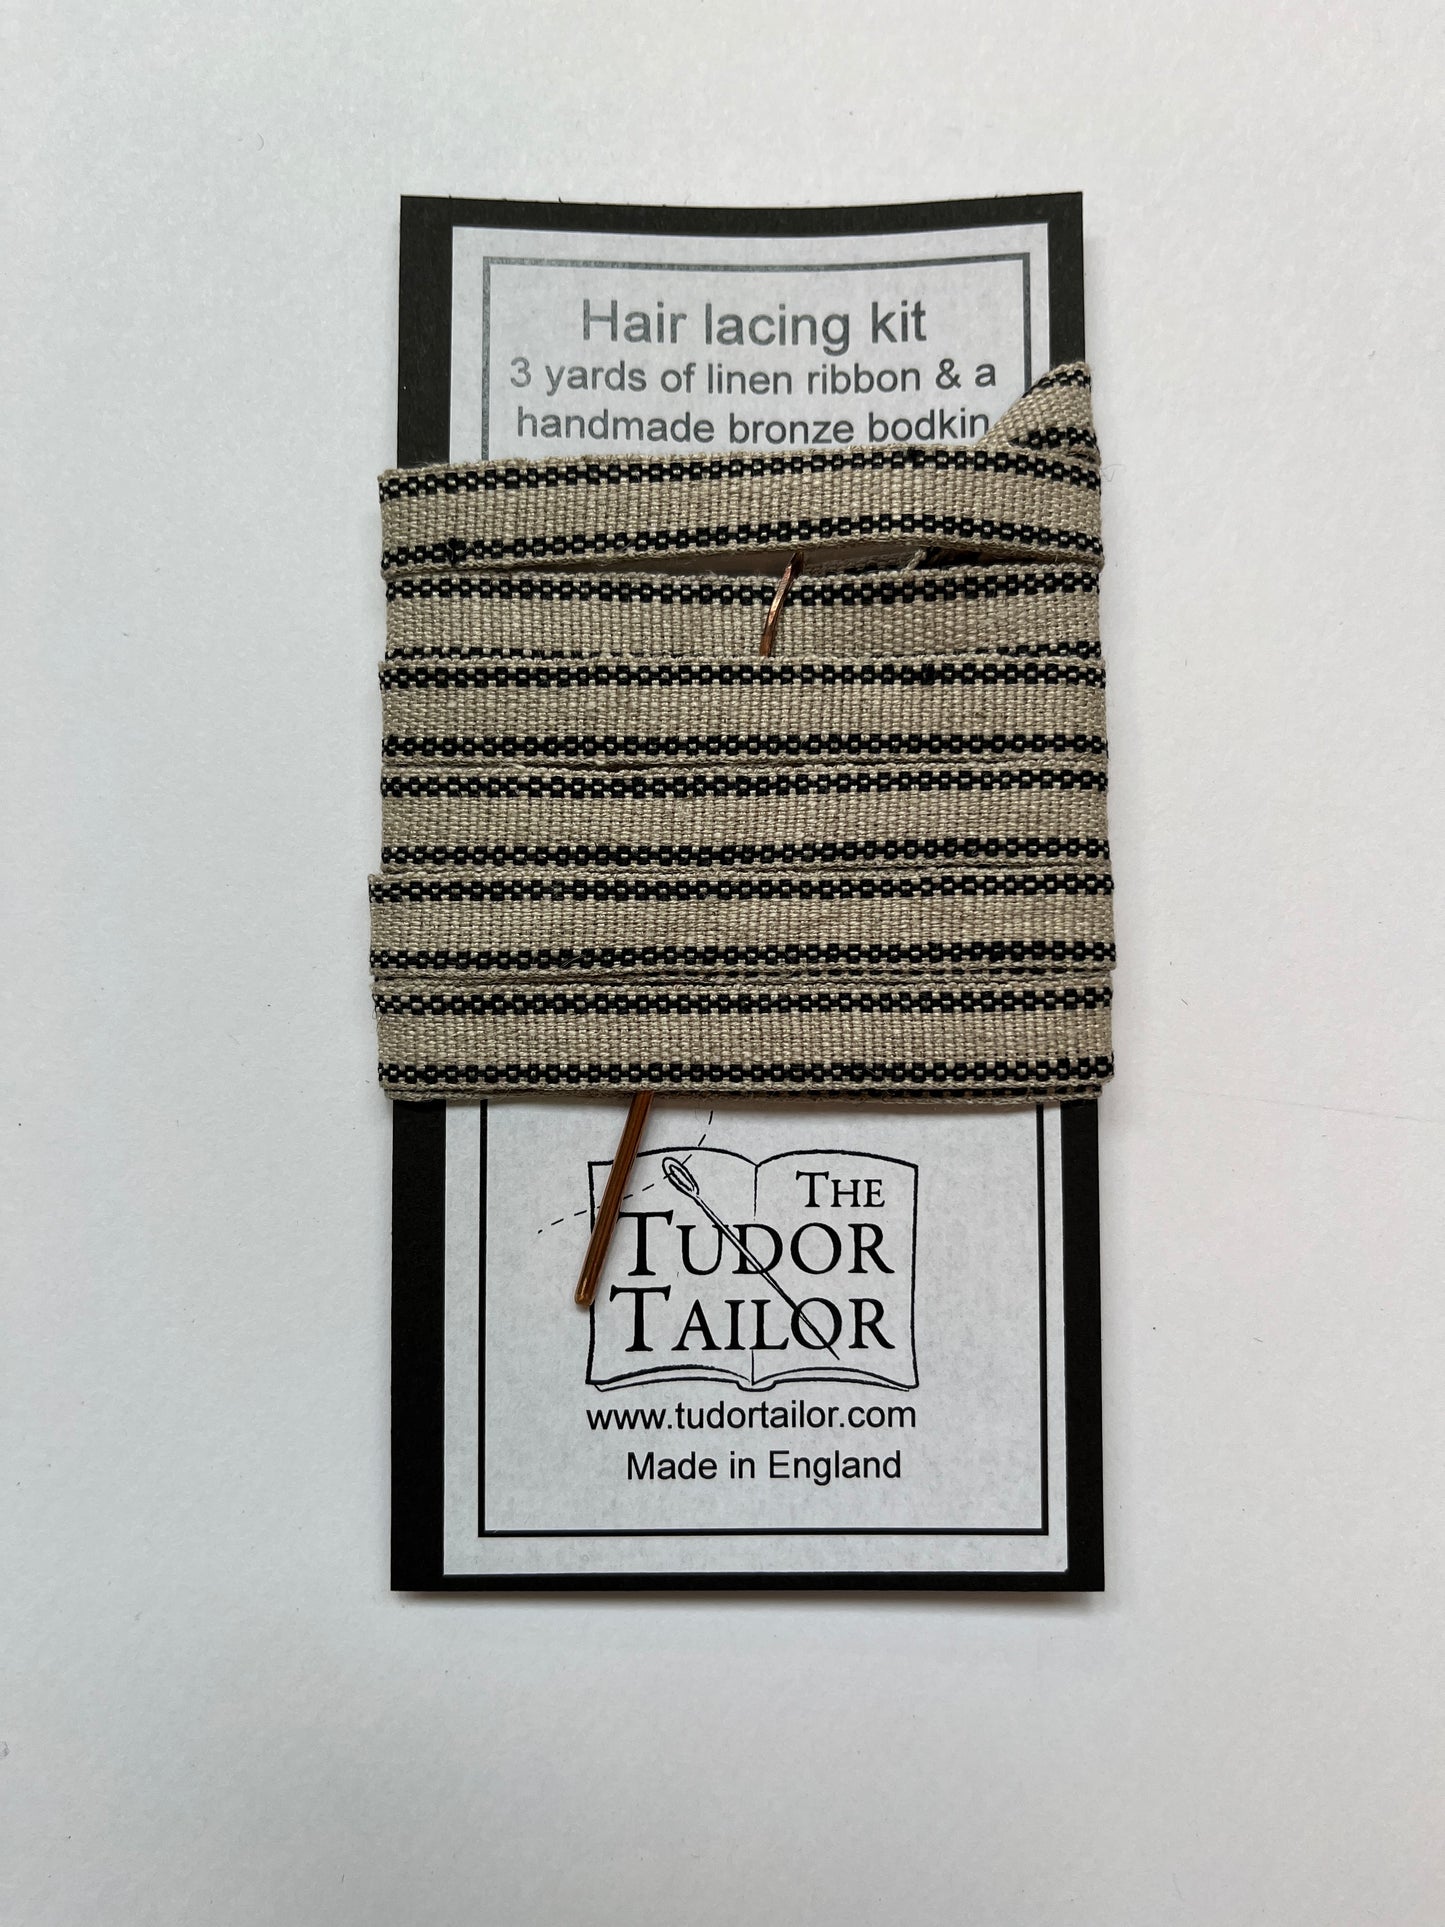 Hair lacing kit
3 yards of linen ribbon & a
handmade bronze bodkin
THE
TUDOR
TAILOR
www.tudortailor.com
Made in England